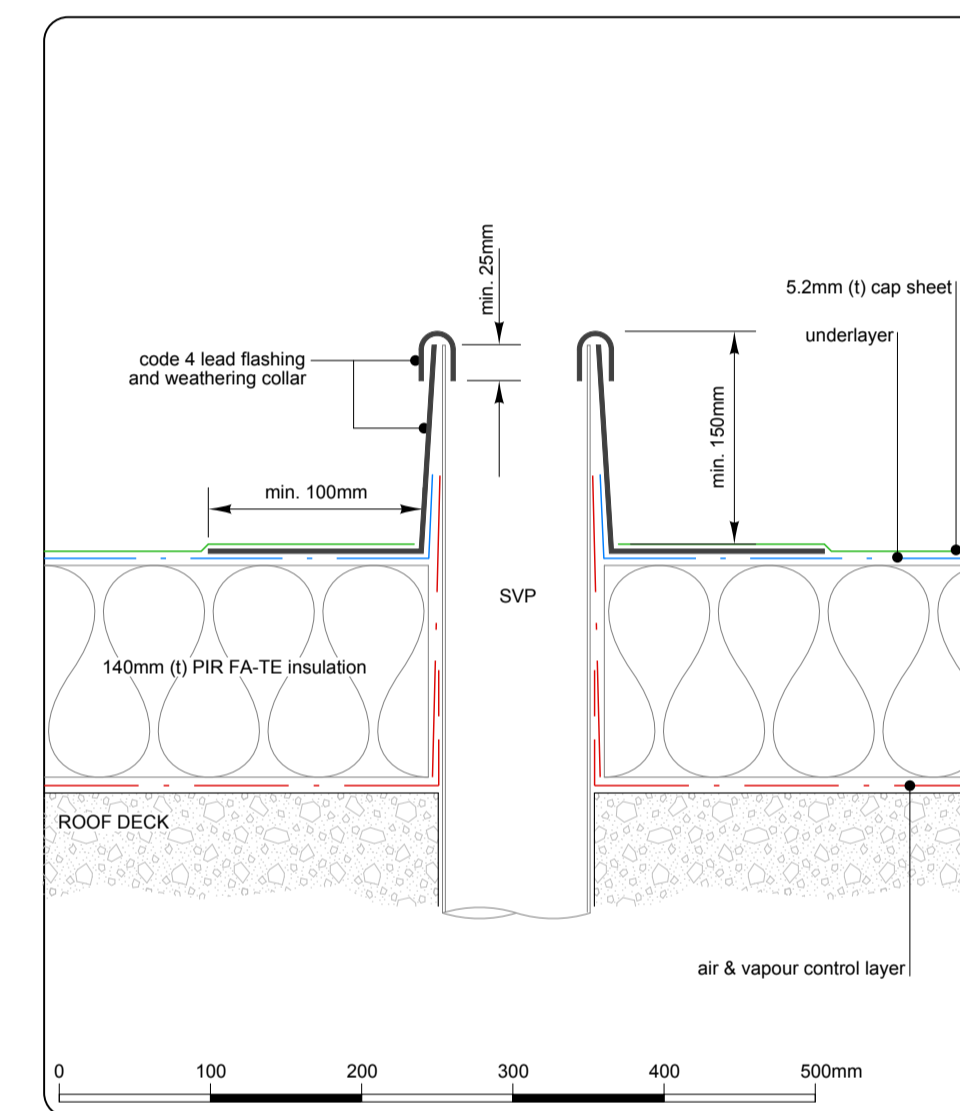 min. 25mm
5.2mm (t) cap sheet
underlayer
code 4 lead flashing
and weathering collar
min. 150mm
min. 100mm
SVP
140mm (t) PIR FA-TE insulation
ROOF DECK
air & vapour control layer
0 100 200 300 400 500mm